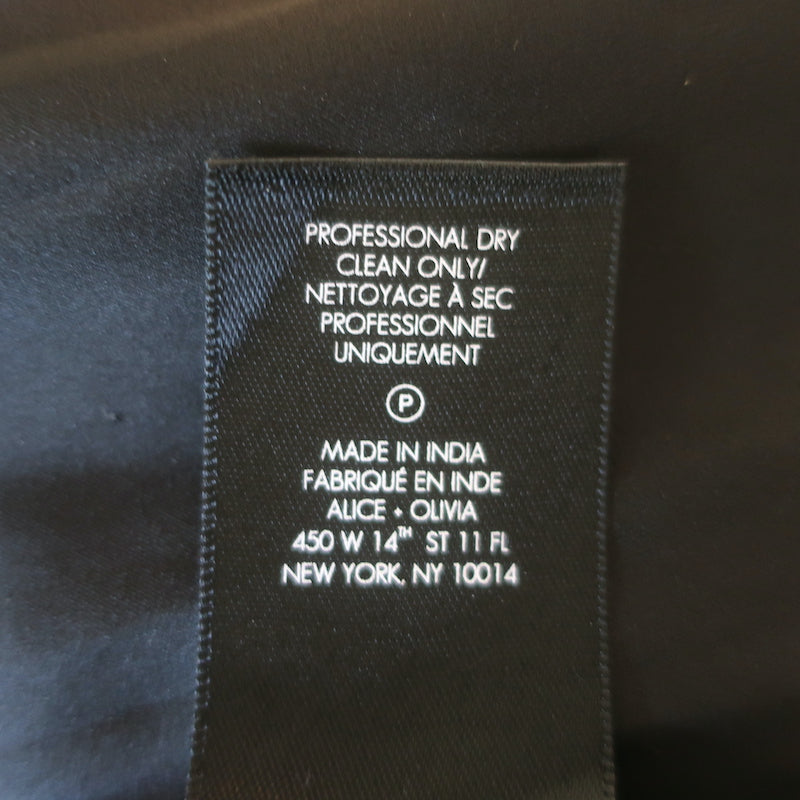 PROFESSIONAL DRY
CLEAN ONLY/
NETTOYAGE À SEC
PROFESSIONNEL
UNIQUEMENT
P
MADE IN INDIA
FABRIQUÉ EN INDE
ALICE + OLIVIA
450 W 14TH ST 11 FL
NEW YORK, NY 10014